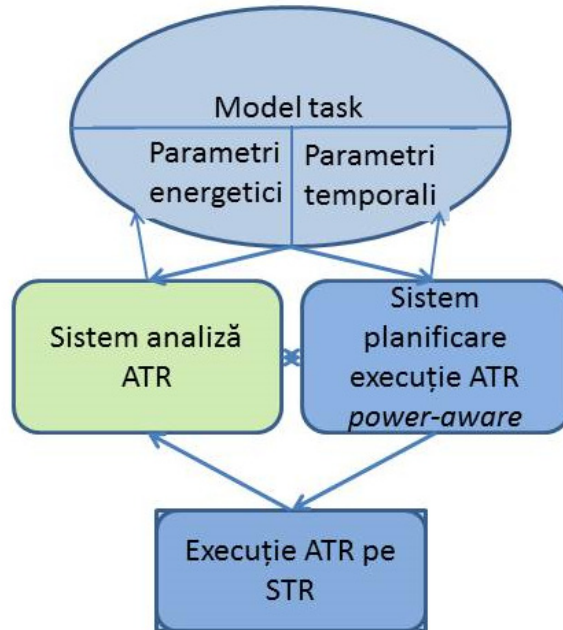 Model task
Parametri
energetici
Parametri
temporali
Sistem analiză
ATR
Sistem
planificare
execuție ATR
power-aware
Execuție ATR pe
STR